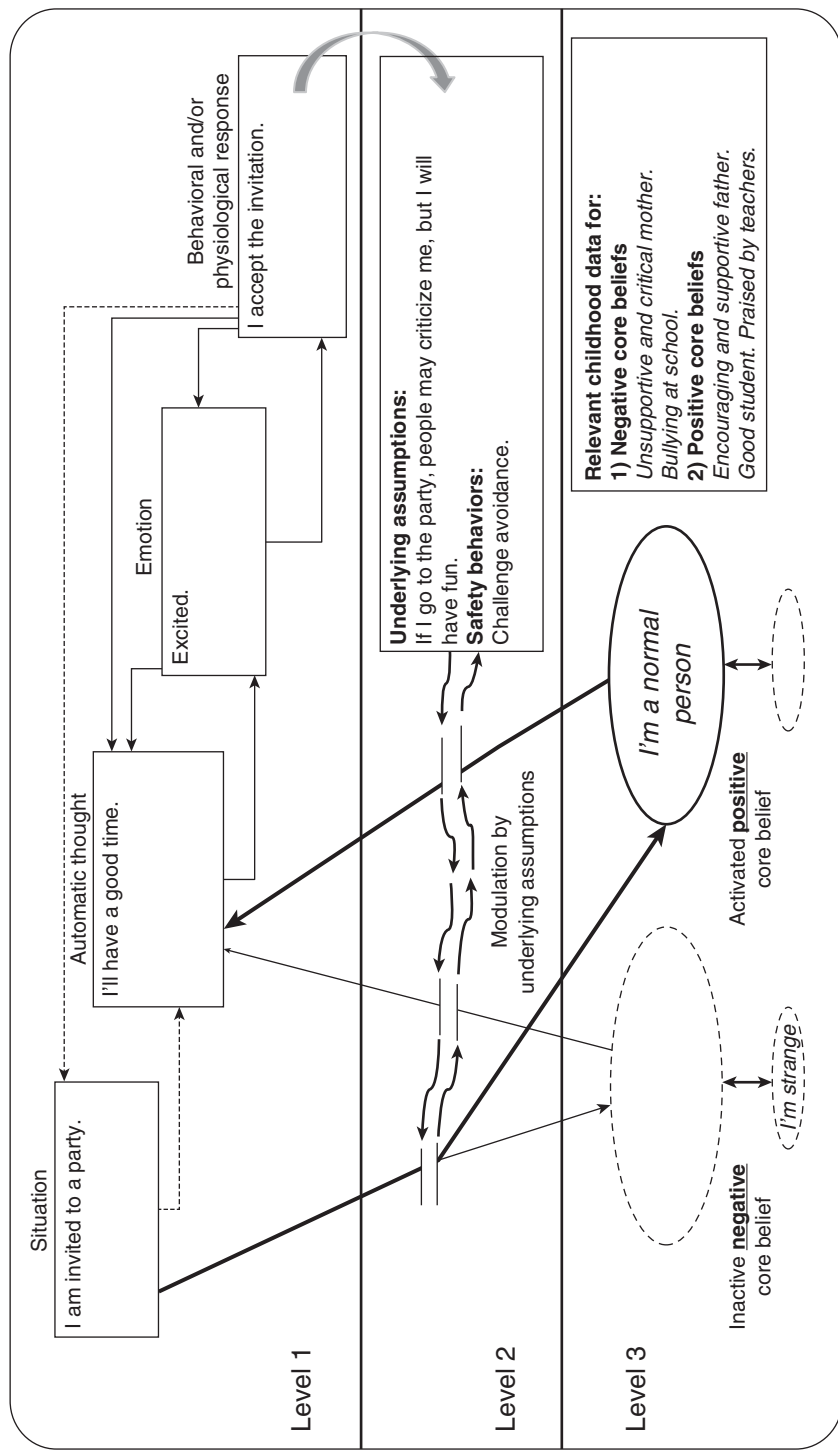 Situation
I am invited to a party.
Automatic thought
I'll have a good time.
Emotion
Excited.
Behavioral and/or
physiological response
I accept the invitation.
Level 1
Level 2
Modulation by
underlying assumptions
Underlying assumptions:
If I go to the party, people may criticize me, but I will
have fun.
Safety behaviors:
Challenge avoidance.
Level 3
Inactive negative
core belief
I'm strange
Activated positive
core belief
I'm a normal
person
Relevant childhood data for:
1) Negative core beliefs
Unsupportive and critical mother.
Bullying at school.
2) Positive core beliefs
Encouraging and supportive father.
Good student. Praised by teachers.